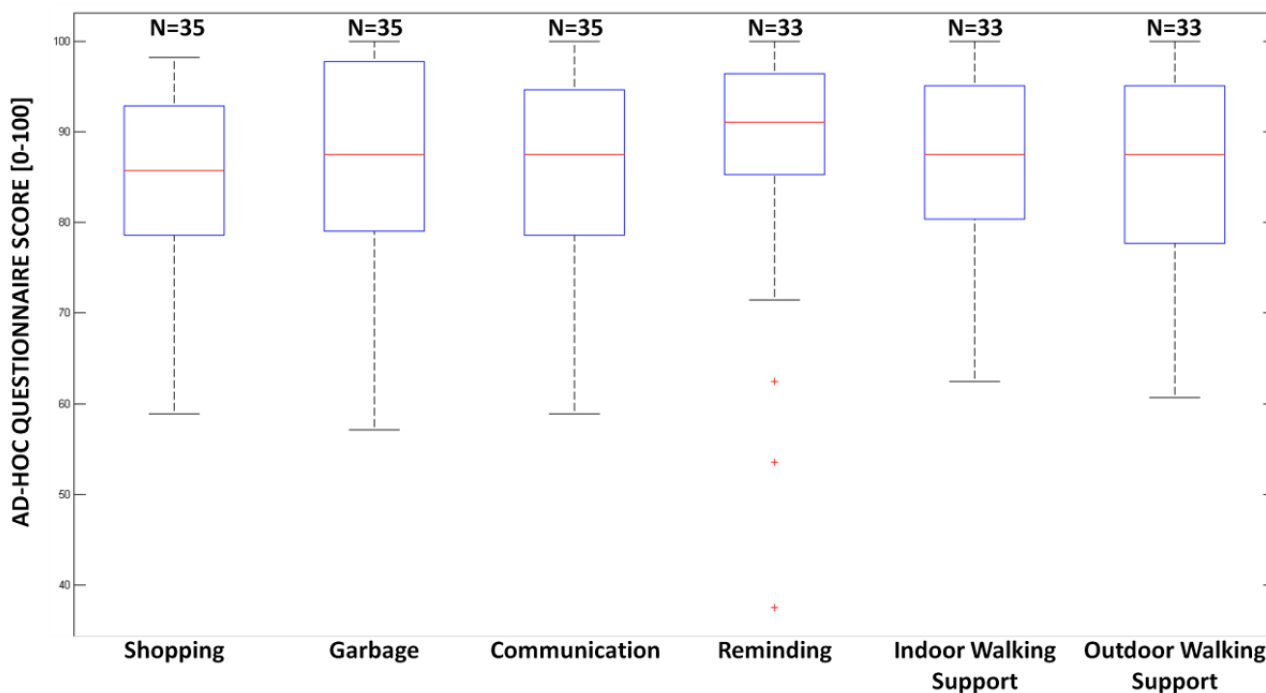 N=35 N=35 N=35 N=33 N=33 N=33
AD-HOC QUESTIONNAIRE SCORE [0-100]
100
90
80
70
60
50
40
Shopping Garbage Communication Reminding Indoor Walking Support Outdoor Walking Support